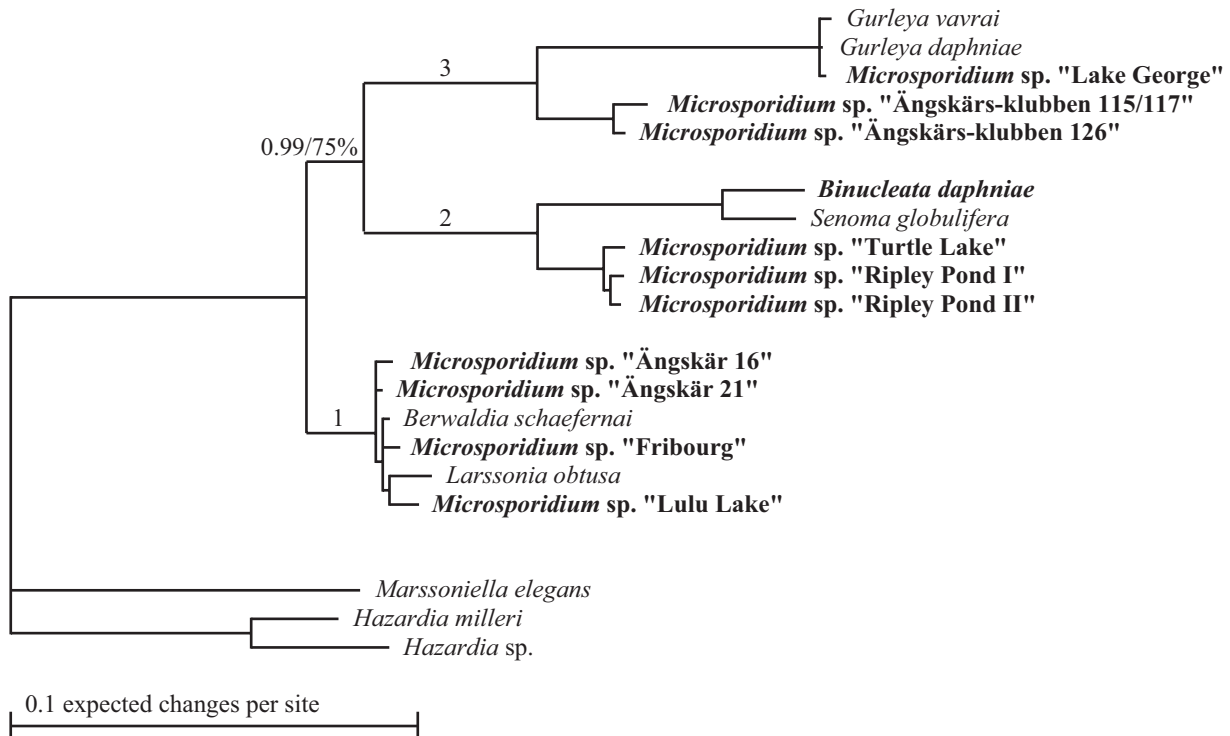 Gurleya vavrai
Gurleya daphniae
3
Microsporidium sp. "Lake George"
Microsporidium sp. "Ängskärs-klubben 115/117"
Microsporidium sp. "Ängskärs-klubben 126"
0.99/75%
Binucleata daphniae
2
Senoma globulifera
Microsporidium sp. "Turtle Lake"
Microsporidium sp. "Ripley Pond I"
Microsporidium sp. "Ripley Pond II"
Microsporidium sp. "Ängskär 16"
Microsporidium sp. "Ängskär 21"
1
Berwaldia schaefernai
Microsporidium sp. "Fribourg"
Larssonia obtusa
Microsporidium sp. "Lulu Lake"
Marssoniella elegans
Hazardia milleri
Hazardia sp.
0.1 expected changes per site